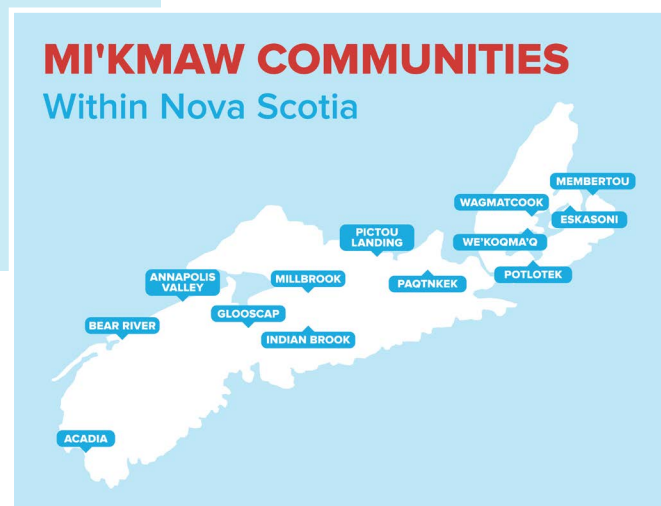 MI'KMAW COMMUNITIES
Within Nova Scotia
MEMBERTOU
WAGMATCOOK
ESKASONI
PICTOU
LANDING
WE'KOQMA'Q
POTLOTEK
ANNAPOLIS
VALLEY
MILLBROOK
PAQTNKEK
GLOOSCAP
BEAR RIVER
INDIAN BROOK
ACADIA